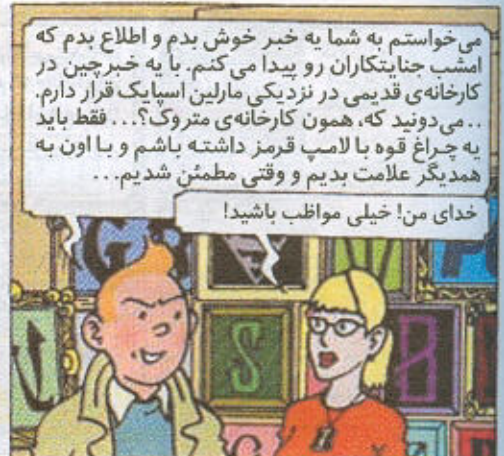 می‌خواستم به شما یه خبر خوش بدم و اطلاع بدم که
امشب جنایتکاران رو پیدا می‌کنم. با یه خبرچین در
کارخانه‌ی قدیمی در نزدیکی مارلین اسپایک قرار دارم.
.. می‌دونید که، همون کارخانه‌ی متروک؟... فقط باید
یه چراغ قوه با لامپ قرمز داشته باشم و با اون به
همدیگر علامت بدیم و وقتی مطمئن شدیم...
خدای من! خیلی مواظب باشید!
G
S